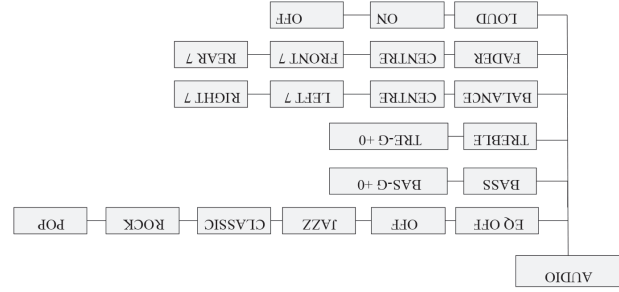 AUDIO
EQ OFF OFF JAZZ CLASSIC ROCK POP
BASS BAS-G +0
TREBLE TRE-G +0
BALANCE CENTRE LEFT 7 RIGHT 7
FADER CENTRE FRONT 7 REAR 7
LOUD ON OFF